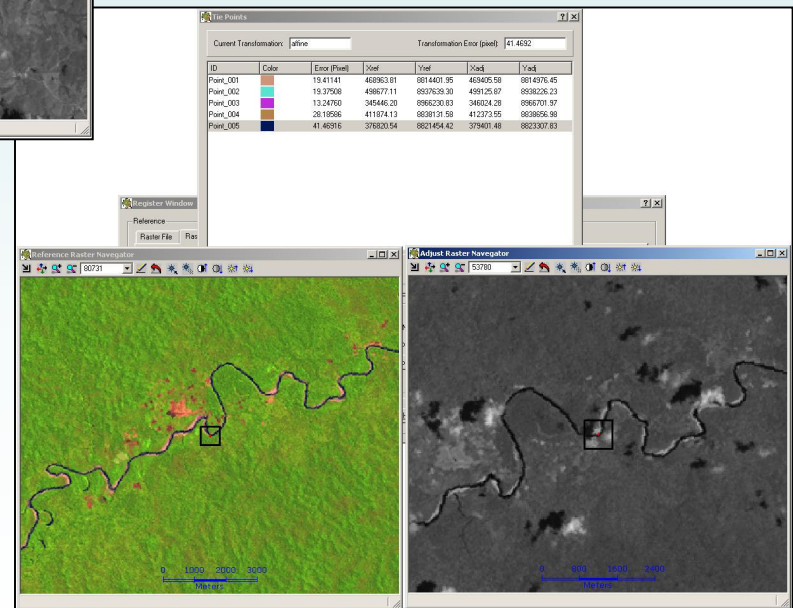 Tie Points
Current Transformation: affine Transformation Error (pixel) 41.4692
ID Color Error (Pixel) Xref Yref Xadj Yadj
Point_001 19.41141 468963.81 8814401.95 469405.58 8814976.45
Point_002 19.37508 498677.11 8937639.30 499125.87 8938226.23
Point_003 13.24760 345446.20 8966230.83 346024.28 8966701.97
Point_004 28.18586 411874.13 8838131.58 412373.55 8838656.98
Point_005 41.46916 376820.54 8821454.42 379401.48 8823307.83
Register Window
Reference
Raster File Ras
Reference Raster Navegator
80731
0 1000 2000 3000
Meters
Adjust Raster Navegator
53780
0 800 1600 2400
Meters